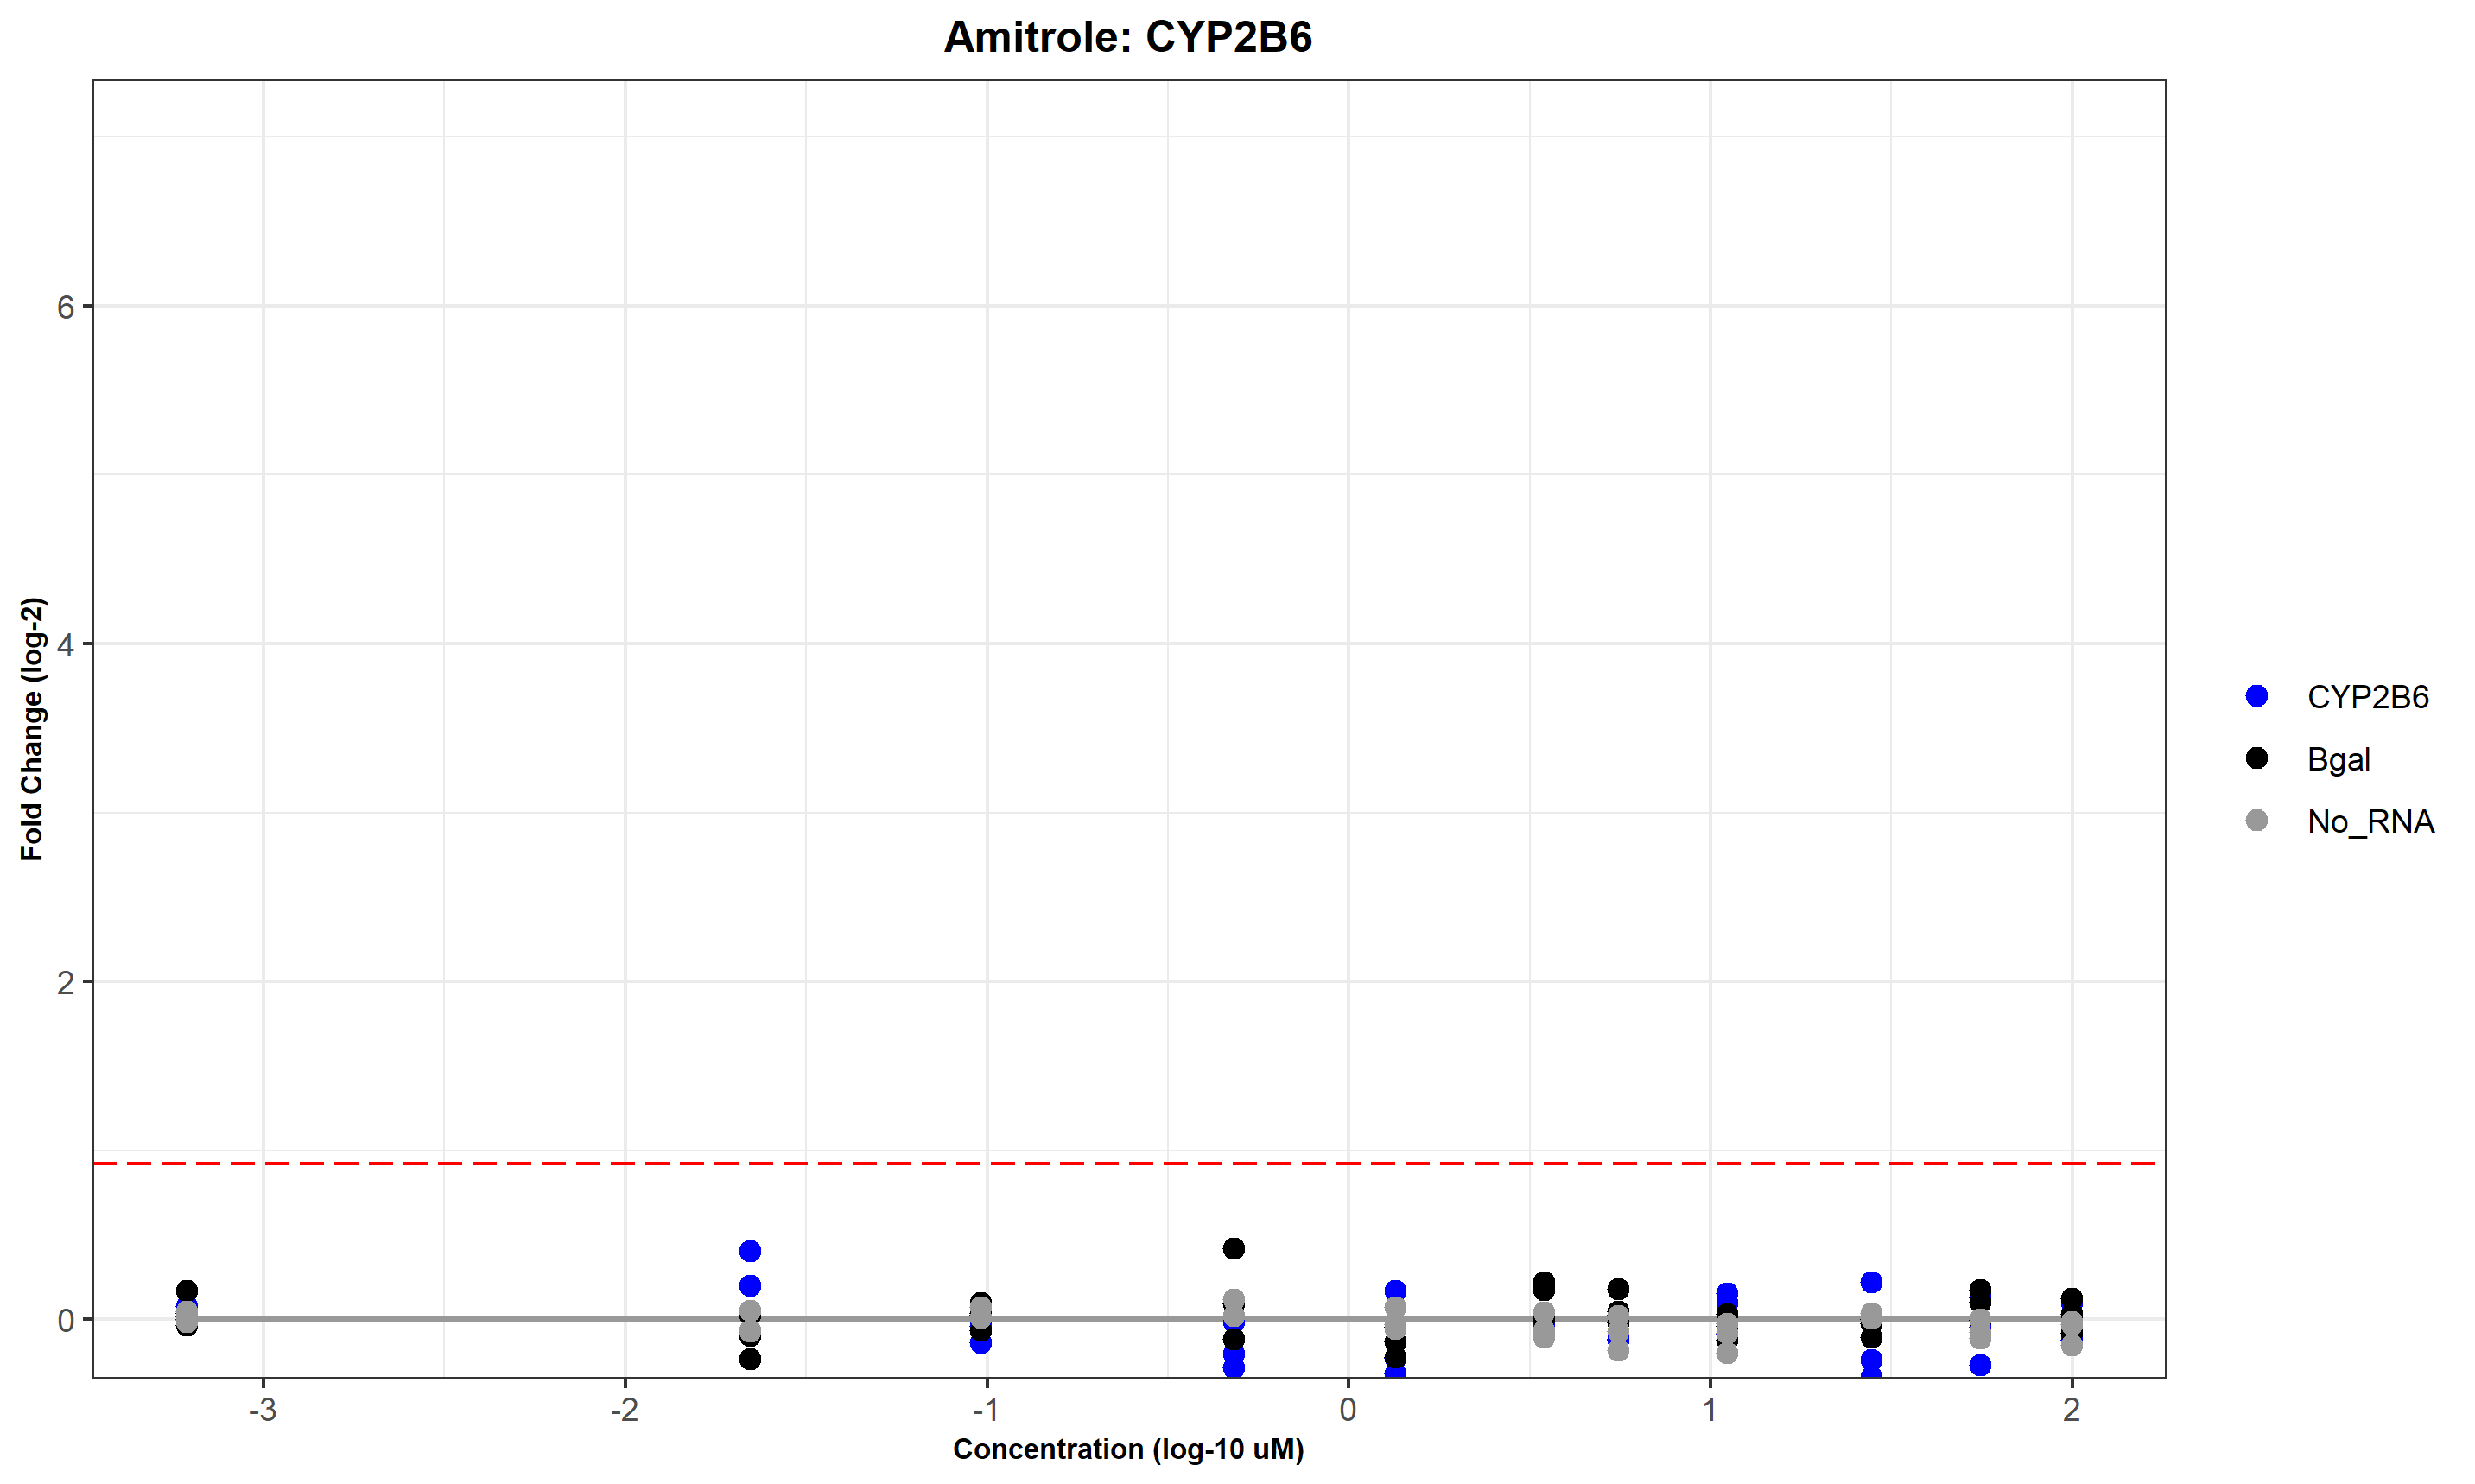 Amitrole: CYP2B6
Fold Change (log-2)
6
4
2
0
-3
-2
-1
0
1
2
Concentration (log-10 uM)
CYP2B6
Bgal
No_RNA